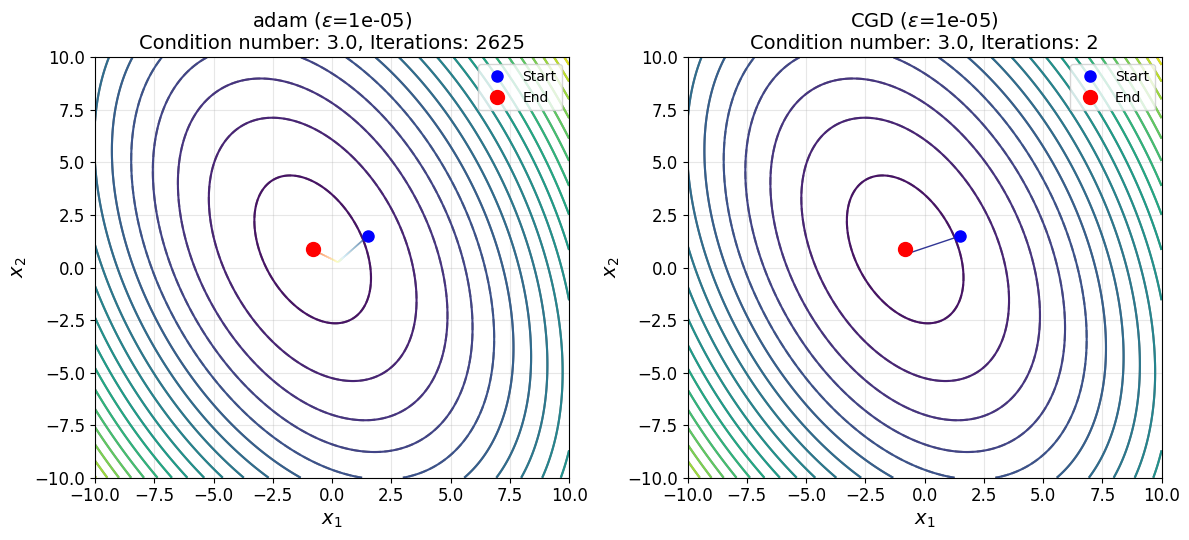 adam (ε=1e-05)
Condition number: 3.0, Iterations: 2625
10.0
7.5
5.0
2.5
0.0
−2.5
−5.0
−7.5
−10.0
x₂
Start
End
−10.0 −7.5 −5.0 −2.5 0.0 2.5 5.0 7.5 10.0
x₁
CGD (ε=1e-05)
Condition number: 3.0, Iterations: 2
10.0
7.5
5.0
2.5
0.0
−2.5
−5.0
−7.5
−10.0
x₂
Start
End
−10.0 −7.5 −5.0 −2.5 0.0 2.5 5.0 7.5 10.0
x₁